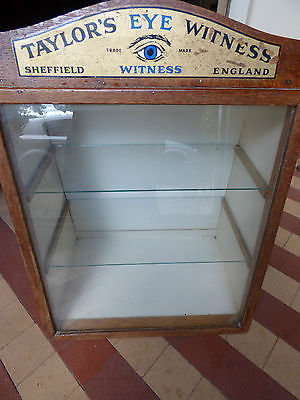 TAYLOR'S EYE WITNESS
TRADE MARK
SHEFFIELD WITNESS ENGLAND